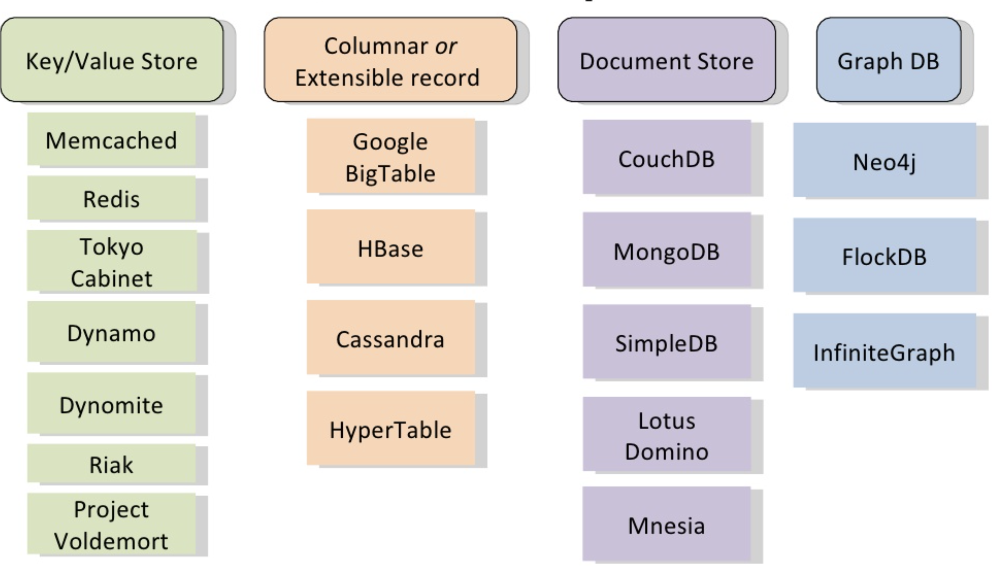 Key/Value Store
Memcached
Redis
Tokyo
Cabinet
Dynamo
Dynomite
Riak
Project
Voldemort
Columnar or
Extensible record
Google
BigTable
HBase
Cassandra
HyperTable
Document Store
CouchDB
MongoDB
SimpleDB
Lotus
Domino
Mnesia
Graph DB
Neo4j
FlockDB
InfiniteGraph